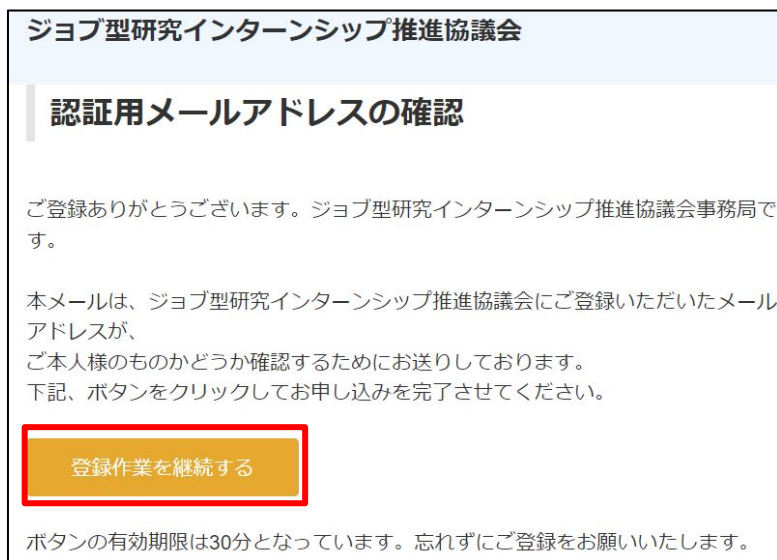 ジョブ型研究インターンシップ推進協議会
認証用メールアドレスの確認
ご登録ありがとうございます。ジョブ型研究インターンシップ推進協議会事務局で
す。
本メールは、ジョブ型研究インターンシップ推進協議会にご登録いただいたメール
アドレスが、
ご本人様のものかどうか確認するためにお送りしております。
下記、ボタンをクリックしてお申し込みを完了させてください。
登録作業を継続する
ボタンの有効期限は30分となっています。忘れずにご登録をお願いいたします。